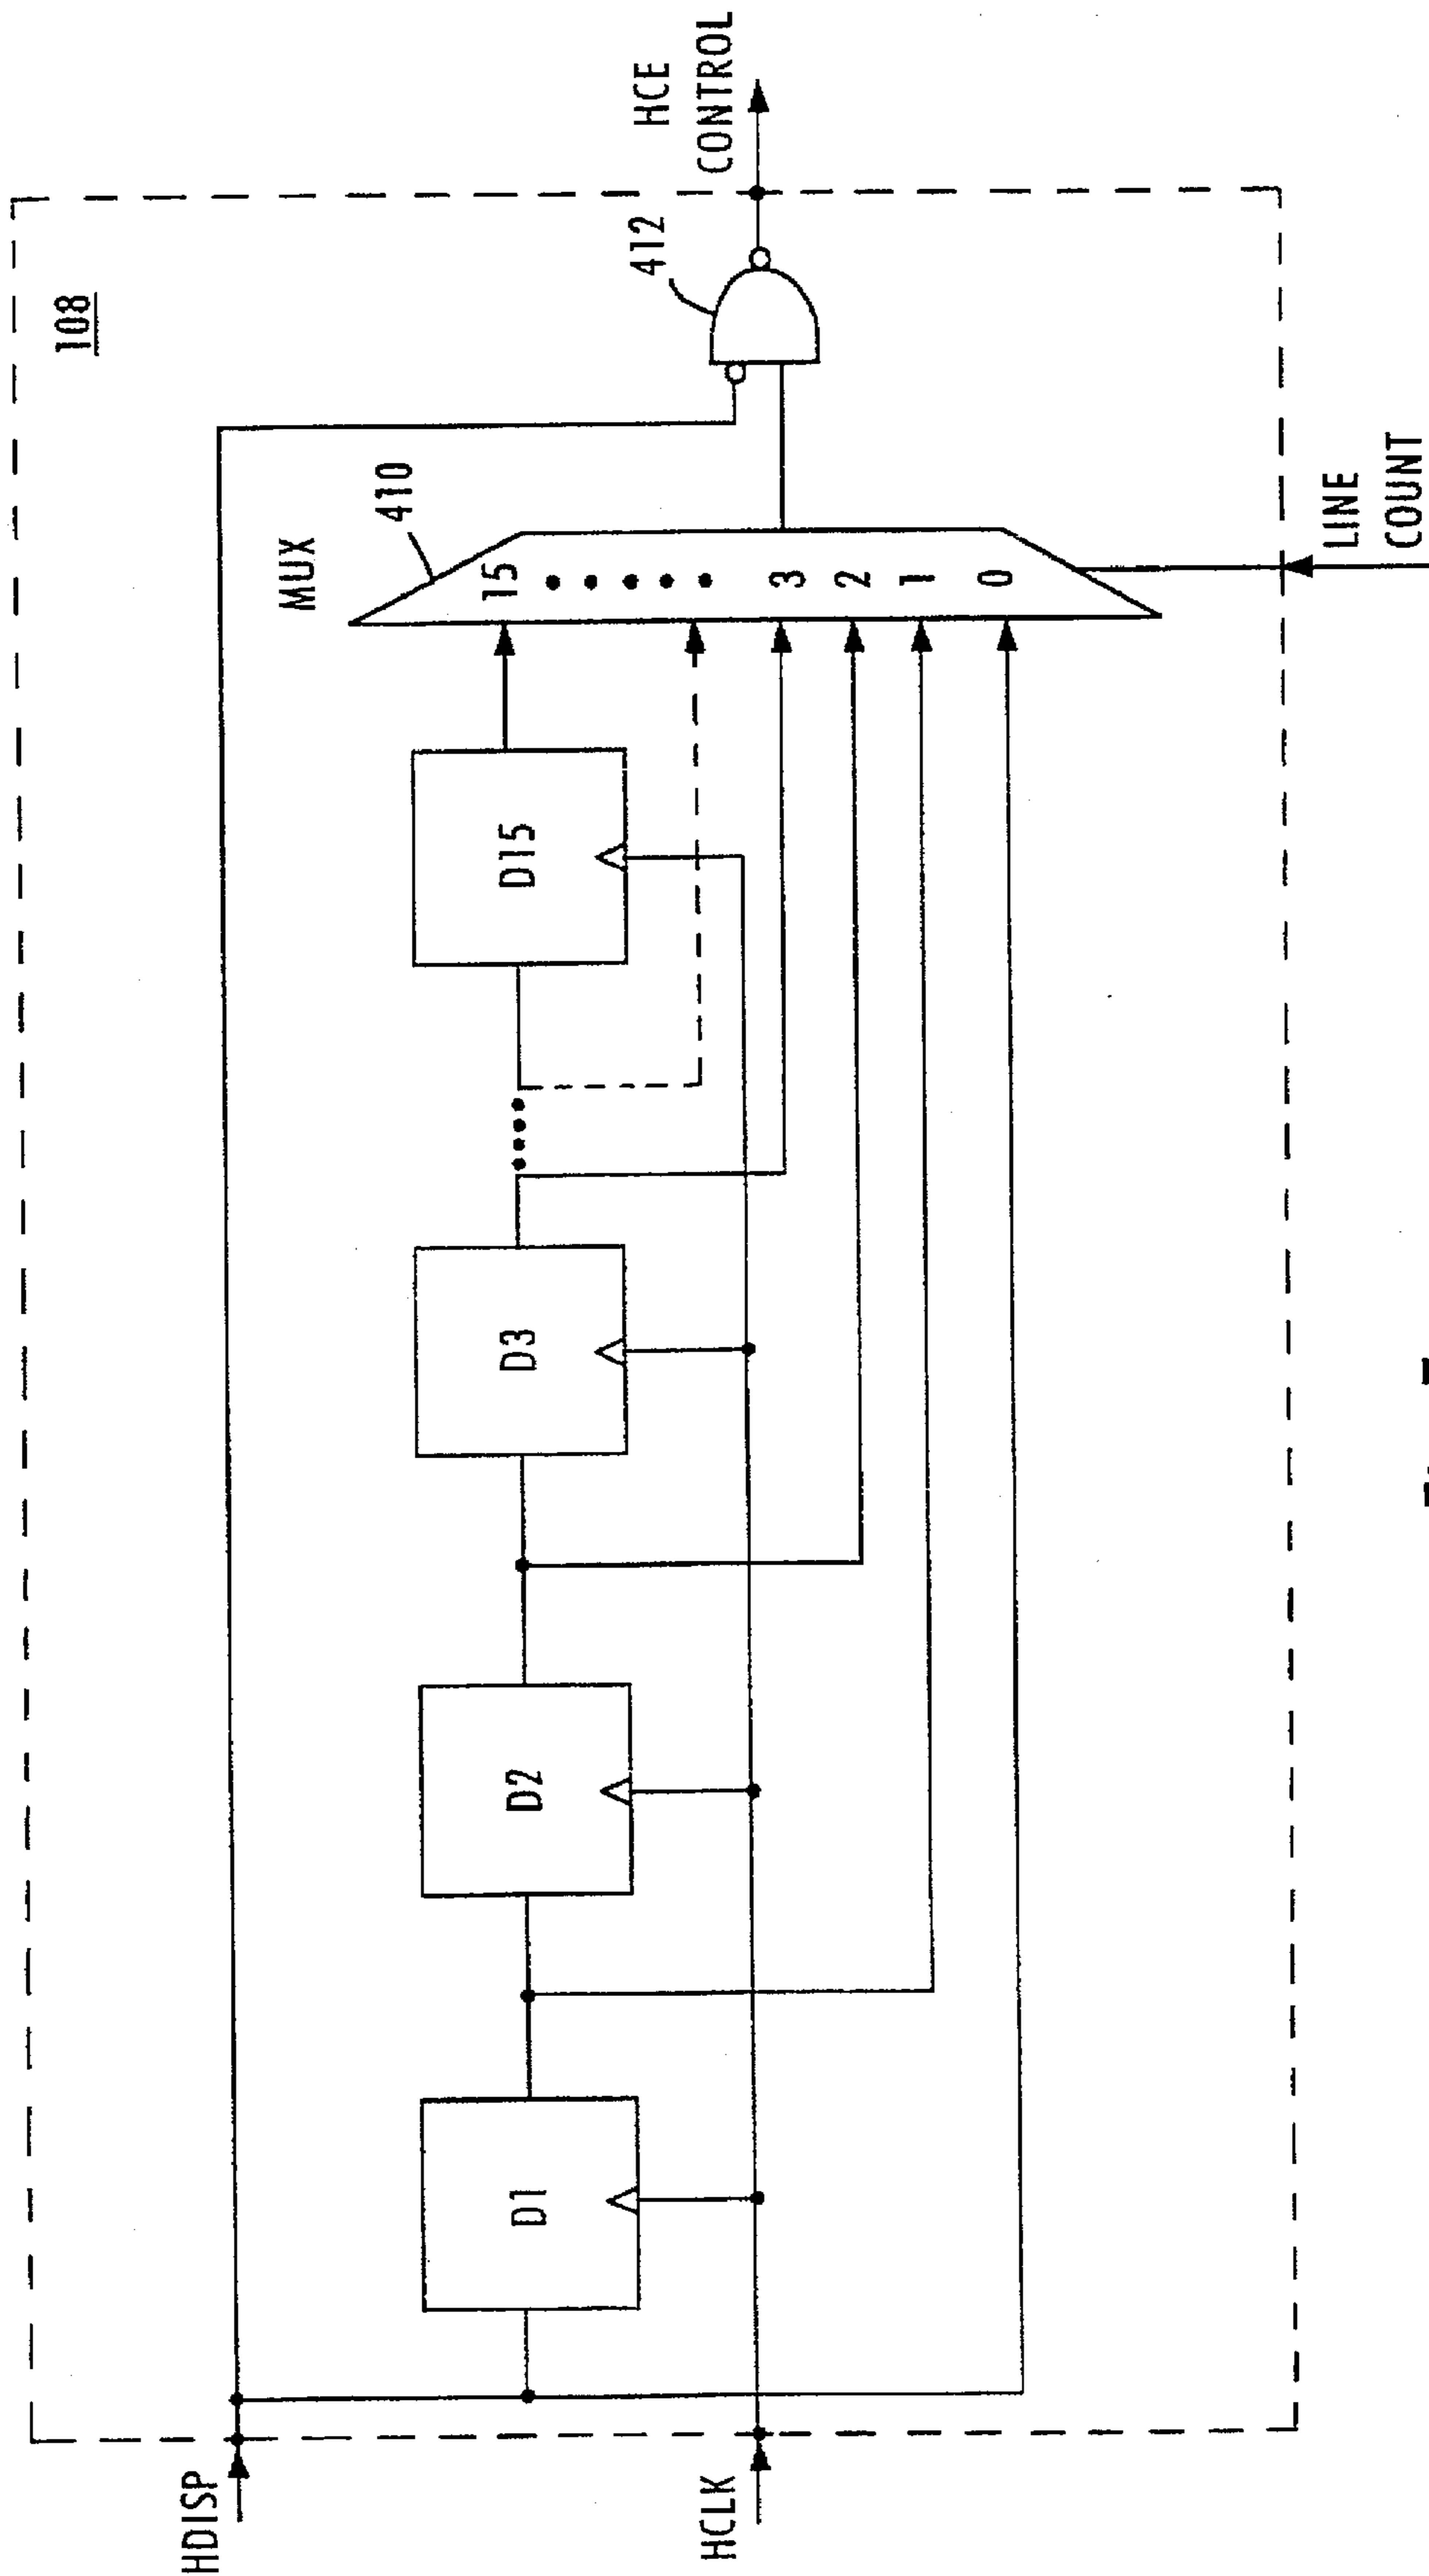 108
HDISP
HCLK
D1
D2
D3
D15
MUX
410
15
3
2
1
0
412
HCE
CONTROL
LINE
COUNT